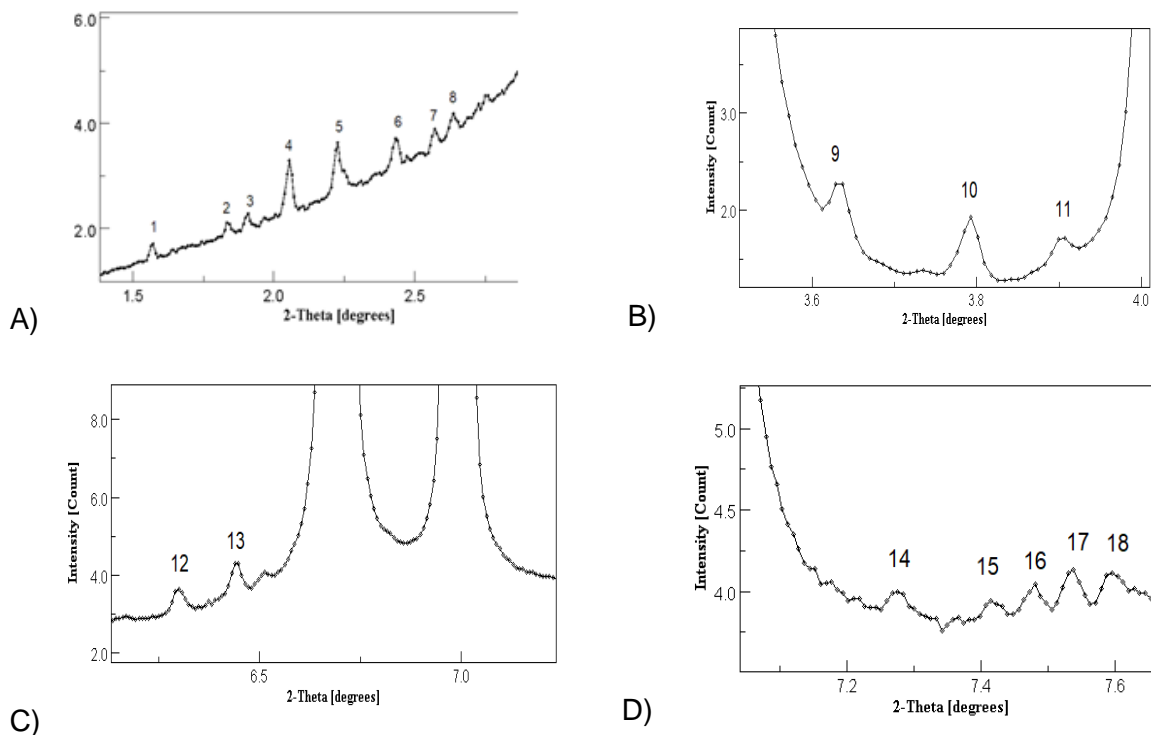 6.0
4.0
2.0
1 2 3 4 5 6 7 8
1.5 2.0 2.5
2-Theta [degrees]
A)
Intensity [Count]
3.0
2.0
9 10 11
3.6 3.8 4.0
2-Theta [degrees]
B)
Intensity [Count]
8.0
6.0
4.0
2.0
12 13
6.5 7.0
2-Theta [degrees]
C)
Intensity [Count]
5.0
4.5
4.0
14 15 16 17 18
7.2 7.4 7.6
2-Theta [degrees]
D)